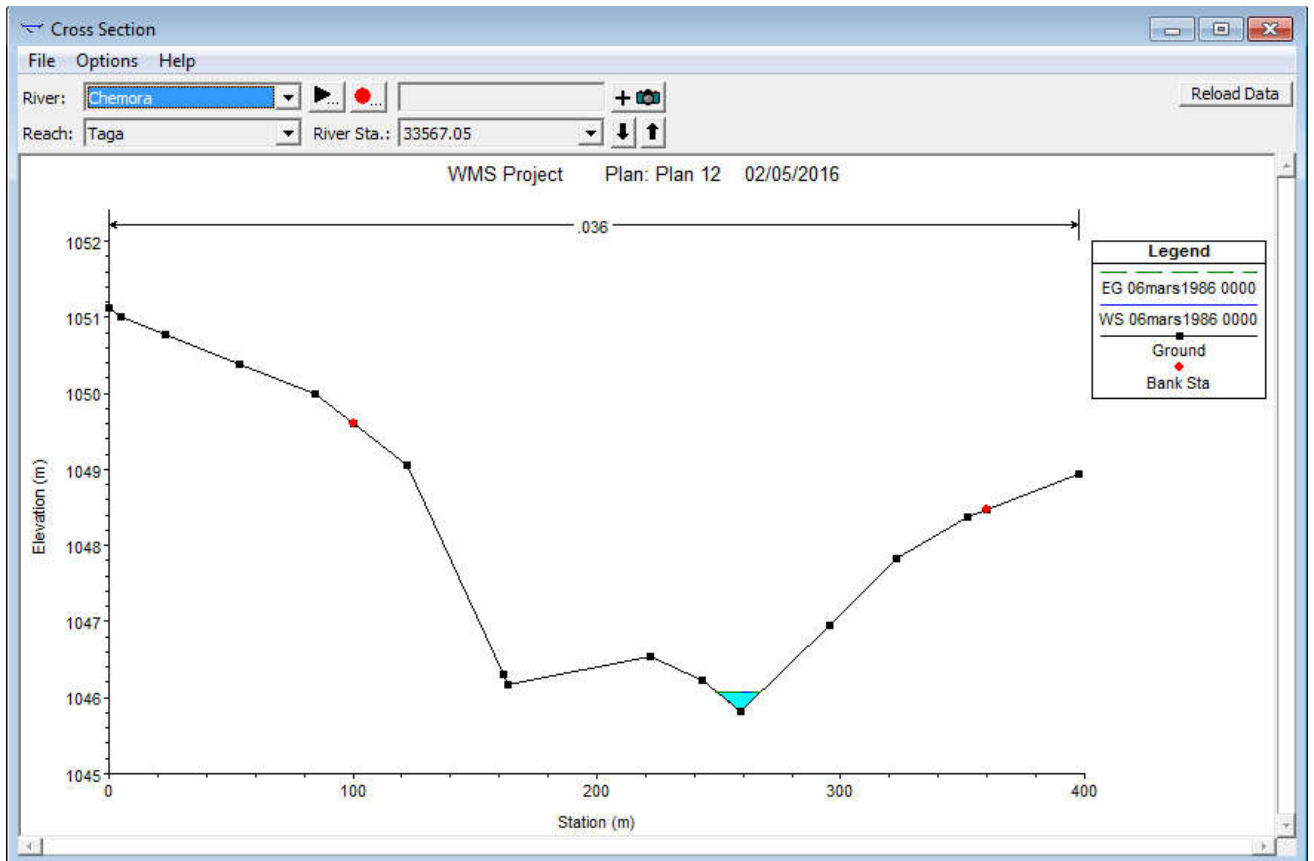 Cross Section
File Options Help
River: Chemora ... ... + Reload Data
Reach: Taga River Sta.: 33567.05
WMS Project Plan: Plan 12 02/05/2016
.036
1052
1051
1050
1049
1048
1047
1046
1045
Elevation (m)
0 100 200 300 400
Station (m)
Legend
EG 06mars1986 0000
WS 06mars1986 0000
Ground
Bank Sta